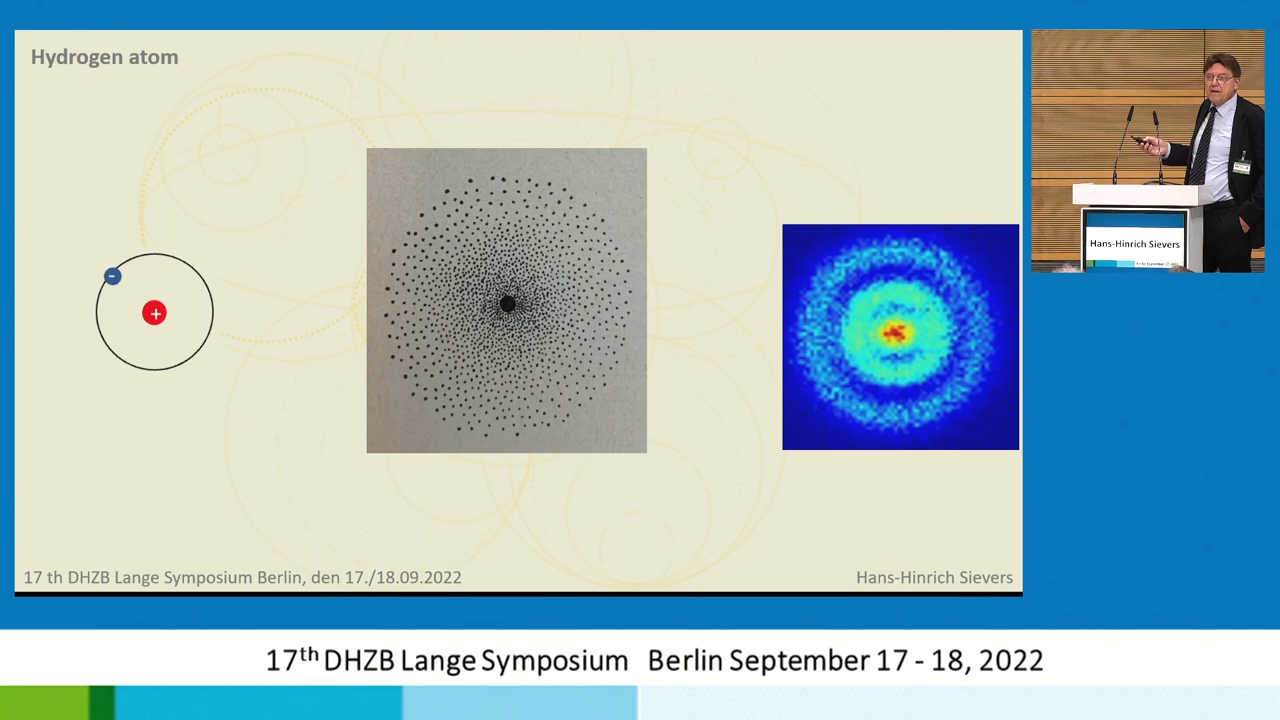 Hydrogen atom
-
+
17 th DHZB Lange Symposium Berlin, den 17./18.09.2022
Hans-Hinrich Sievers
Hans-Hinrich Sievers
17th DHZB Lange Symposium Berlin September 17 - 18, 2022